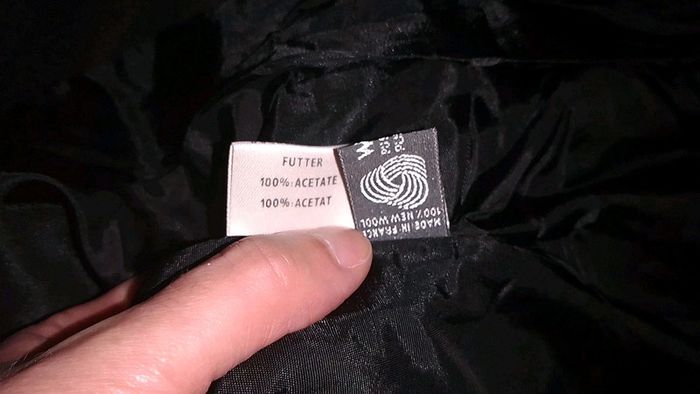 FUTTER
100%:ACETATE
100%:ACETAT
100% NEW WOOL
MADE IN FRANCE